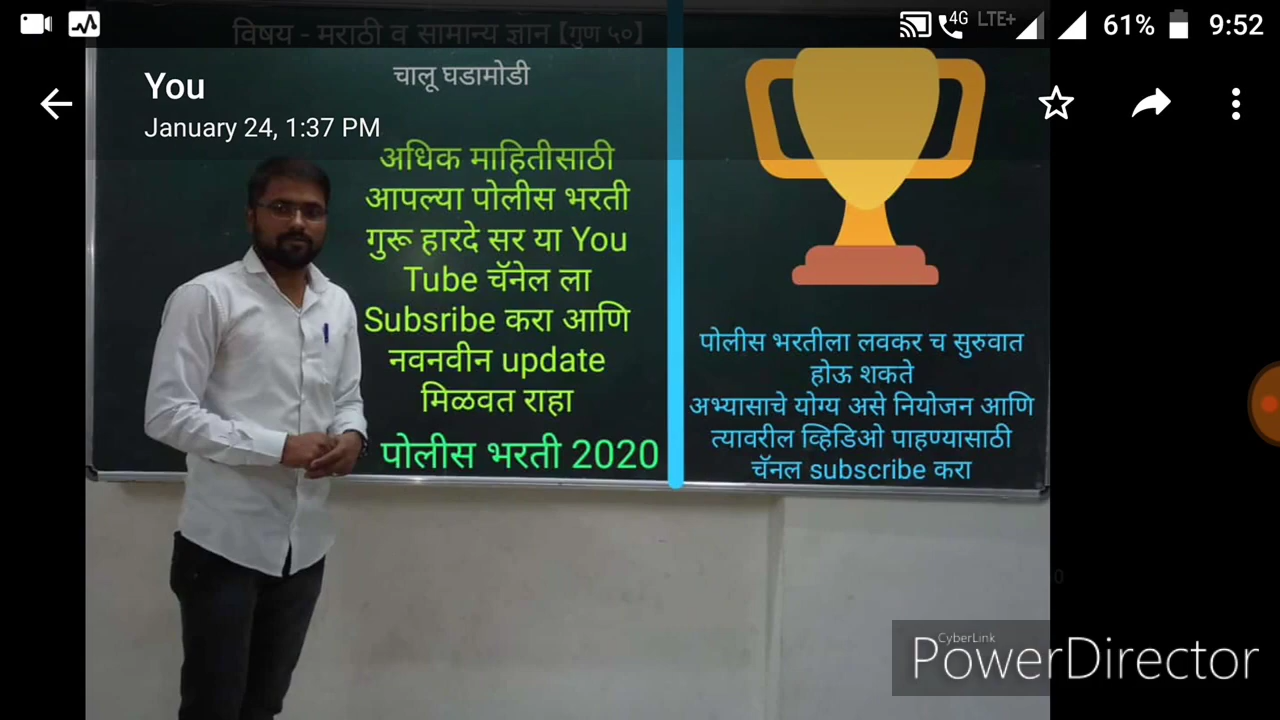 61% 9:52
4G LTE+
विषय - मराठी व सामान्य ज्ञान [गुण ५०]
चालू घडामोडी
You
January 24, 1:37 PM
अधिक माहितीसाठी
आपल्या पोलीस भरती
गुरू हारदे सर या You
Tube चॅनेल ला
Subsribe करा आणि
नवनवीन update
मिळवत राहा
पोलीस भरती 2020
पोलीस भरतीला लवकर च सुरुवात
होऊ शकते
अभ्यासाचे योग्य असे नियोजन आणि
त्यावरील व्हिडिओ पाहण्यासाठी
चॅनल subscribe करा
CyberLink
PowerDirector